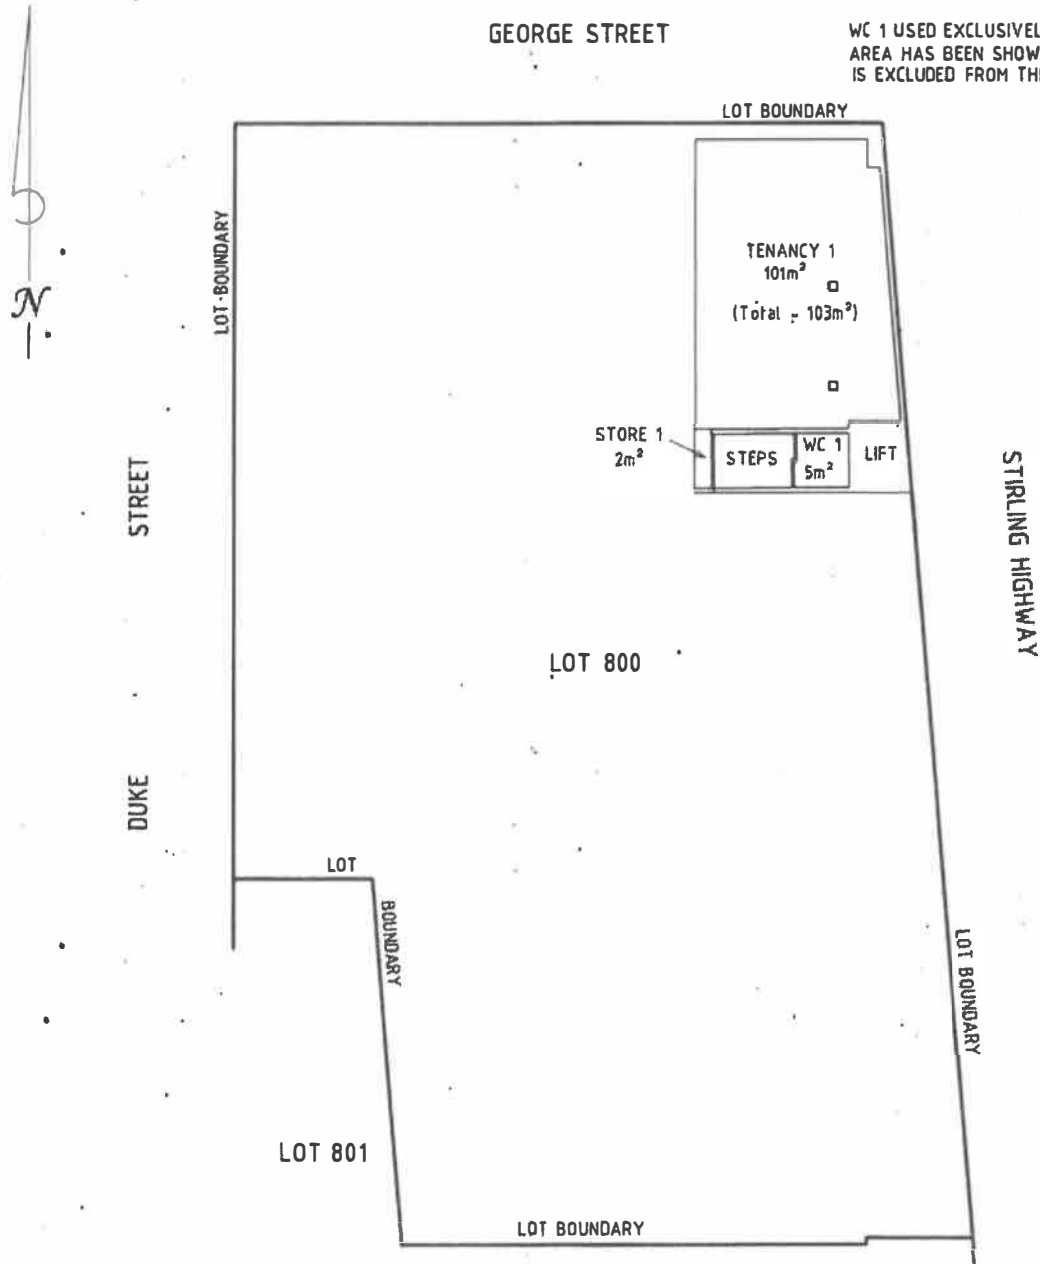 GEORGE STREET
WC 1 USED EXCLUSIVEL
AREA HAS BEEN SHOW
IS EXCLUDED FROM TH
LOT BOUNDARY
LOT BOUNDARY
N
TENANCY 1
101m²
(Total - 103m²)
STORE 1
2m²
STEPS
WC 1
5m²
LIFT
STREET
DUKE
STIRLING HIGHWAY
LOT 800
LOT
BOUNDARY
LOT BOUNDARY
LOT 801
LOT BOUNDARY